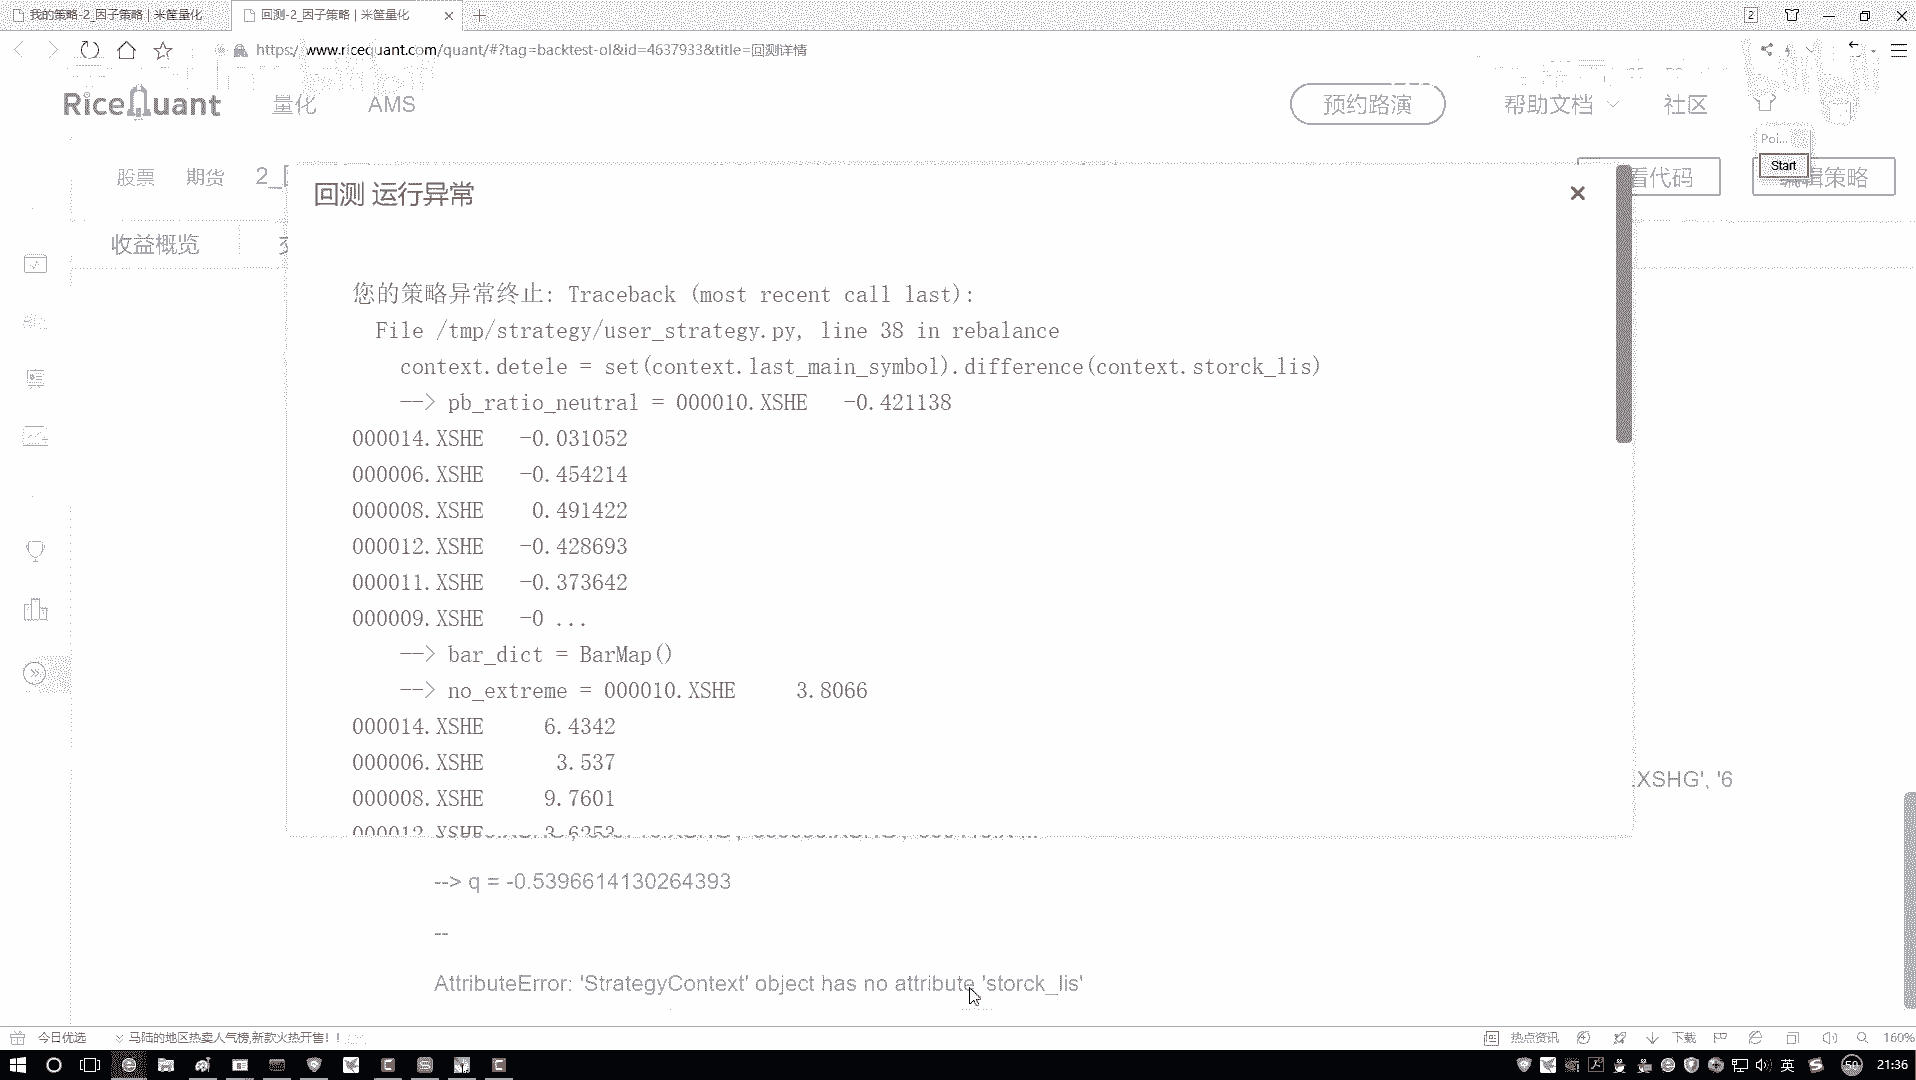 我的策略-2_因子策略 | 米筐量化
回测-2_因子策略 | 米筐量化
2
https://www.ricequant.com/quant/#?tag=backtest-ol&id=4637933&title=回测详情
RiceQuant
量化
AMS
预约路演
帮助文档
社区
Poi...
Start
股票
期货
2_
看代码
编辑策略
收益概览
回测 运行异常
您的策略异常终止: Traceback (most recent call last):
File /tmp/strategy/user_strategy.py, line 38 in rebalance
context.detele = set(context.last_main_symbol).difference(context.storck_lis)
--> pb_ratio_neutral = 000010.XSHE -0.421138
000014.XSHE -0.031052
000006.XSHE -0.454214
000008.XSHE 0.491422
000012.XSHE -0.428693
000011.XSHE -0.373642
000009.XSHE -0 ...
--> bar_dict = BarMap()
--> no_extreme = 000010.XSHE 3.8066
000014.XSHE 6.4342
000006.XSHE 3.537
.XSHG', '6
000008.XSHE 9.7601
--> q = -0.5396614130264393
--
AttributeError: 'StrategyContext' object has no attribute 'storck_lis'
今日优选
马陆的地区热卖人气榜,新款火热开售!！
热点资讯
下载
160%
英
50
21:36